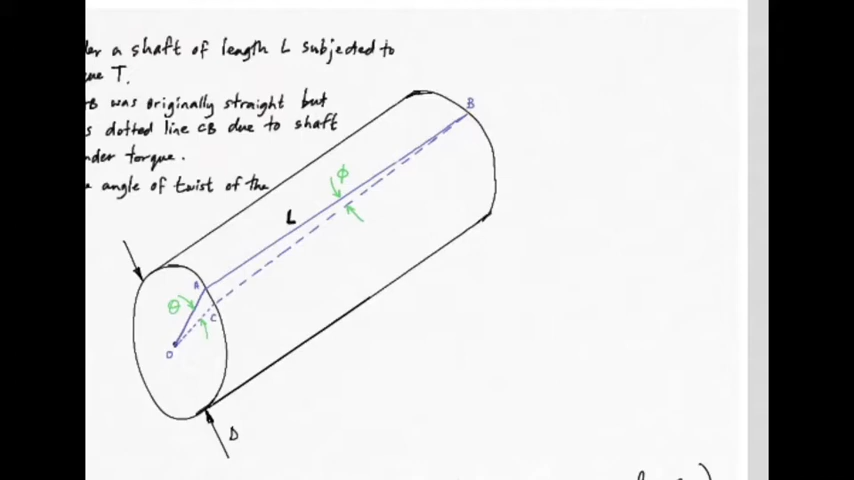 a shaft of length L subjected to
T.
was originally straight but
dotted line CB due to shaft
torque.
angle of twist of the
B
ϕ
L
A
θ
C
O
D